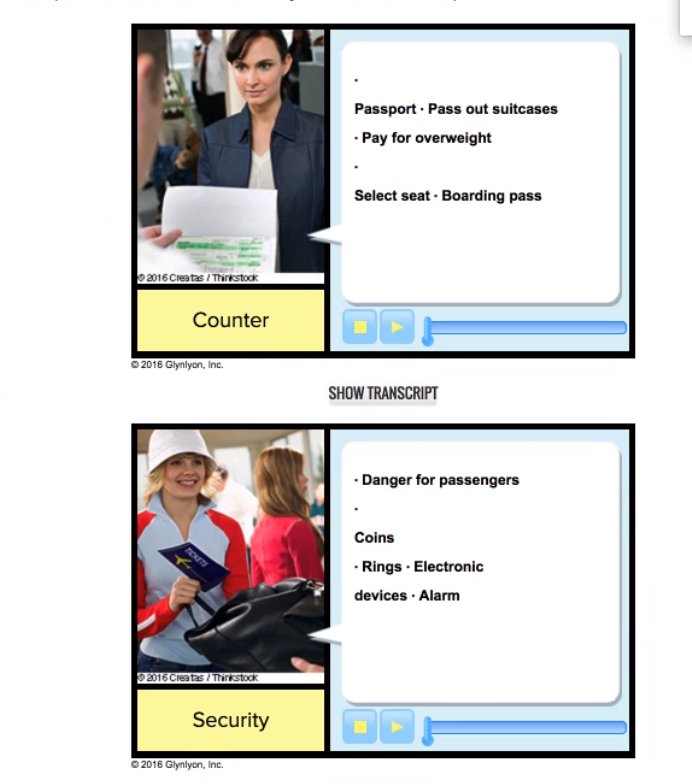 ·
Passport · Pass out suitcases
· Pay for overweight
·
Select seat · Boarding pass
© 2016 Creatas / Thinkstock
Counter
© 2016 Glynlyon, Inc.
SHOW TRANSCRIPT
· Danger for passengers
·
Coins
· Rings · Electronic
devices · Alarm
TICKETS
© 2016 Creatas / Thinkstock
Security
© 2016 Glynlyon, Inc.